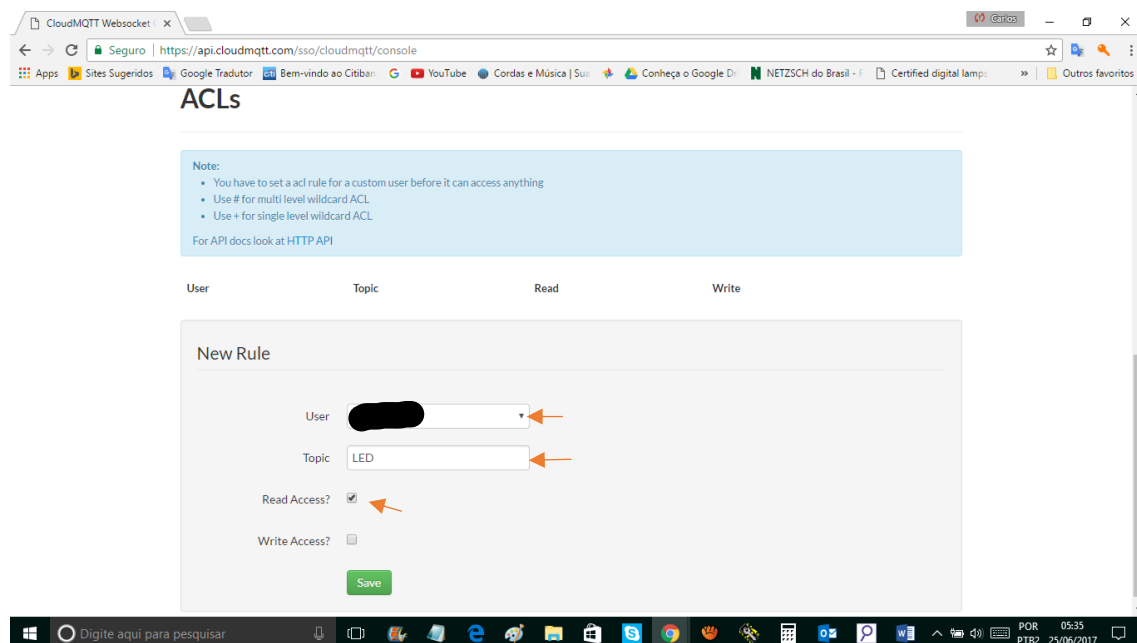 CloudMQTT Websocket
Carlos
Seguro | https://api.cloudmqtt.com/sso/cloudmqtt/console
Apps Sites Sugeridos Google Tradutor Bem-vindo ao Citiban YouTube Cordas e Música | Sua Conheça o Google Dri NETZSCH do Brasil - F Certified digital lamps » Outros favoritos
ACLs
Note:
• You have to set a acl rule for a custom user before it can access anything
• Use # for multi level wildcard ACL
• Use + for single level wildcard ACL
For API docs look at HTTP API
User Topic Read Write
New Rule
User
Topic LED
Read Access?
Write Access?
Save
Digite aqui para pesquisar
POR 05:35
PTB2 25/06/2017